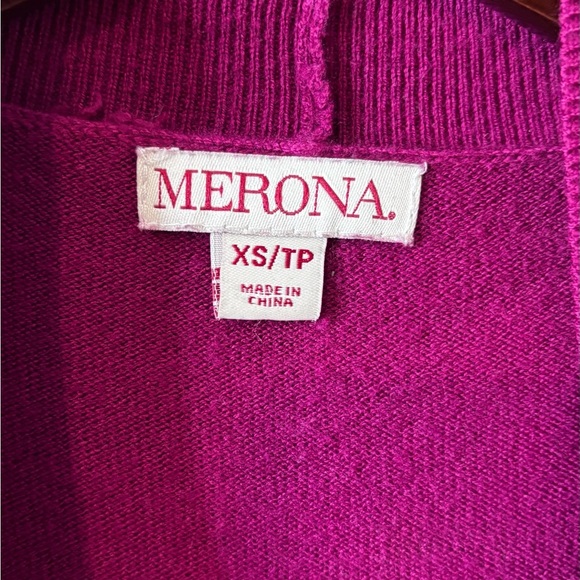 MERONA.
XS/TP
MADE IN
CHINA